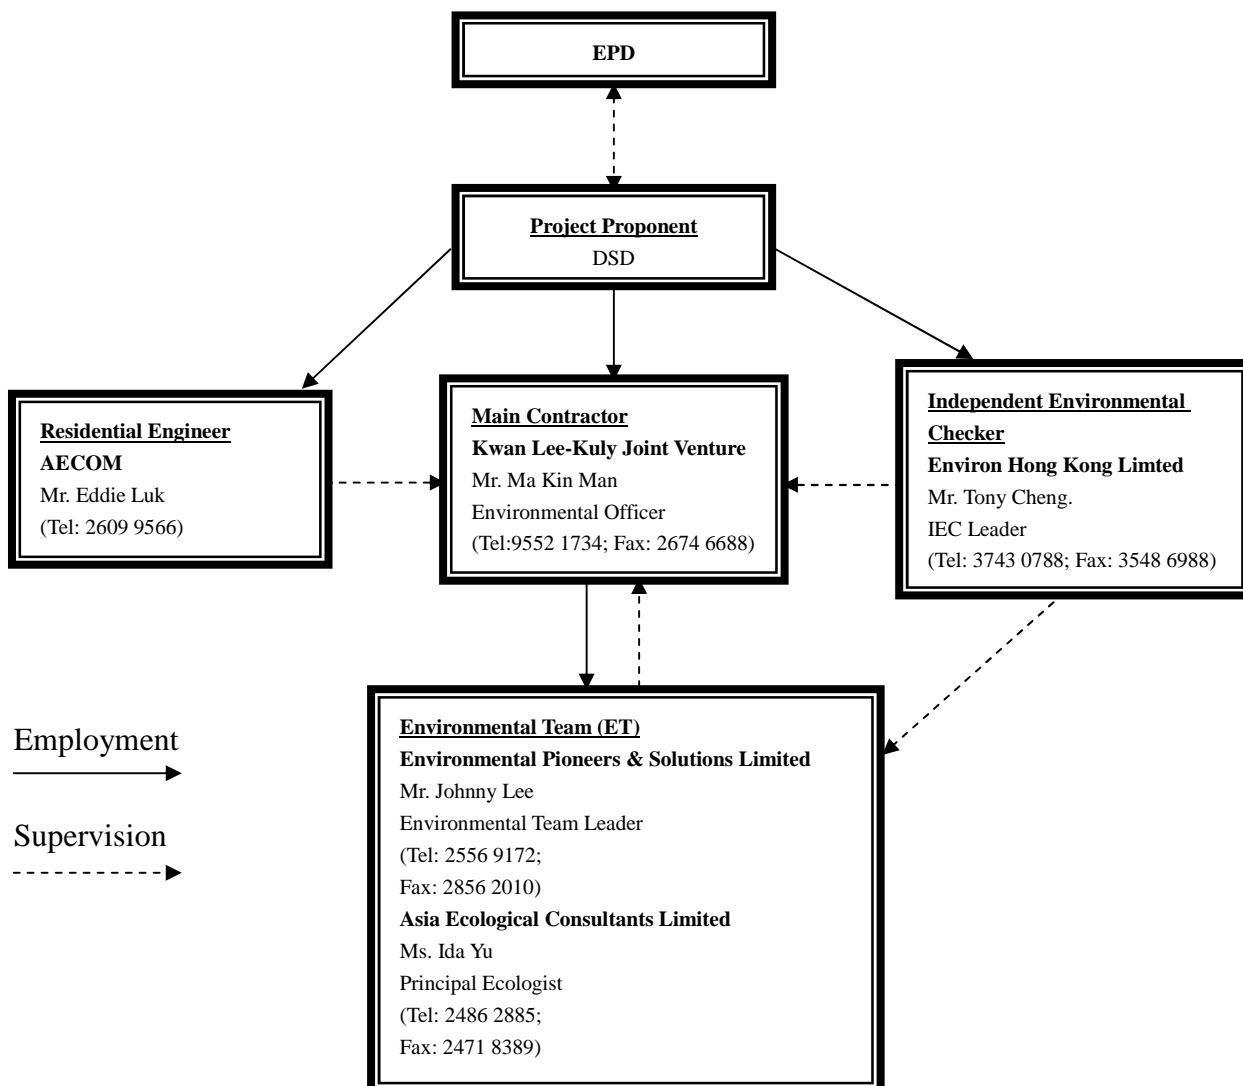 EPD
Project Proponent
DSD
Residential Engineer
AECOM
Mr. Eddie Luk
(Tel: 2609 9566)
Main Contractor
Kwan Lee-Kuly Joint Venture
Mr. Ma Kin Man
Environmental Officer
(Tel:9552 1734; Fax: 2674 6688)
Independent Environmental
Checker
Environ Hong Kong Limted
Mr. Tony Cheng.
IEC Leader
(Tel: 3743 0788; Fax: 3548 6988)
Employment
Supervision
Environmental Team (ET)
Environmental Pioneers & Solutions Limited
Mr. Johnny Lee
Environmental Team Leader
(Tel: 2556 9172;
Fax: 2856 2010)
Asia Ecological Consultants Limited
Ms. Ida Yu
Principal Ecologist
(Tel: 2486 2885;
Fax: 2471 8389)